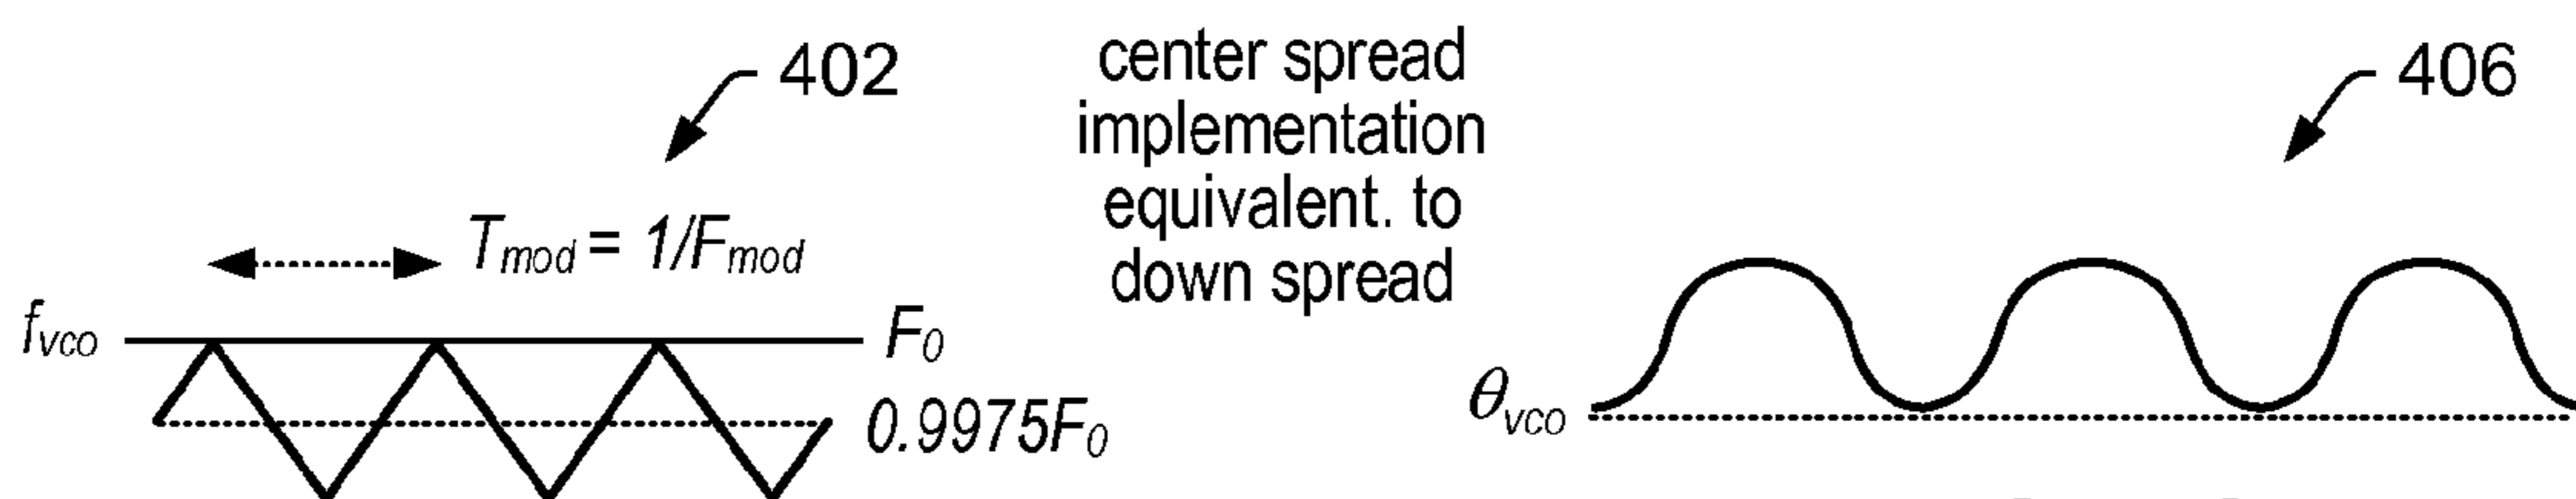 402
center spread
implementation
equivalent. to
down spread
406
Tmod = 1/Fmod
fvco
F0
0.9975F0
θvco